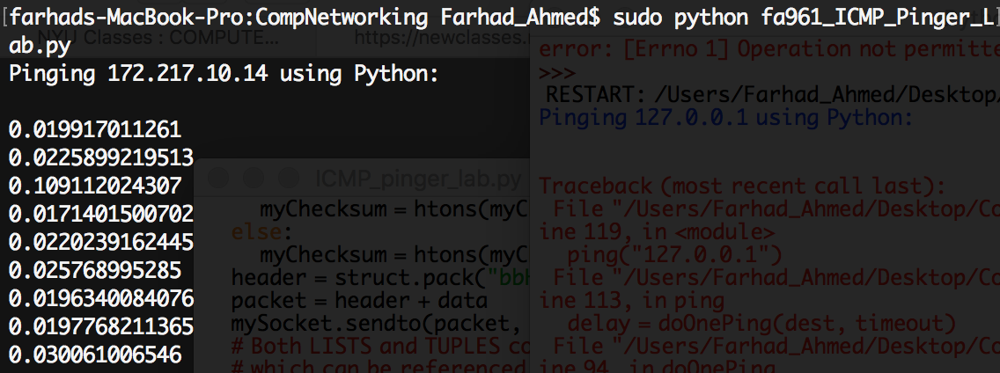 [farhads-MacBook-Pro:CompNetworking Farhad_Ahmed$ sudo python fa961_ICMP_Pinger_L]
ab.py
Pinging 172.217.10.14 using Python:
0.019917011261
0.0225899219513
0.109112024307
0.0171401500702
0.0220239162445
0.025768995285
0.0196340084076
0.0197768211365
0.030061006546
NYU Classes : COMPUTE...
https://newclasses.
ICMP_pinger_lab.py
myChecksum = htons(myC
else:
myChecksum = htons(myC
header = struct.pack("bbH
packet = header + data
mySocket.sendto(packet,
# Both LISTS and TUPLES co
# which can be referenced
error: [Errno 1] Operation not permitte
>>>
RESTART: /Users/Farhad_Ahmed/Desktop/
Pinging 127.0.0.1 using Python:
Traceback (most recent call last):
File "/Users/Farhad_Ahmed/Desktop/Co
ine 119, in <module>
ping("127.0.0.1")
File "/Users/Farhad_Ahmed/Desktop/Co
ine 113, in ping
delay = doOnePing(dest, timeout)
File "/Users/Farhad_Ahmed/Desktop/Co
ine 94, in doOnePing